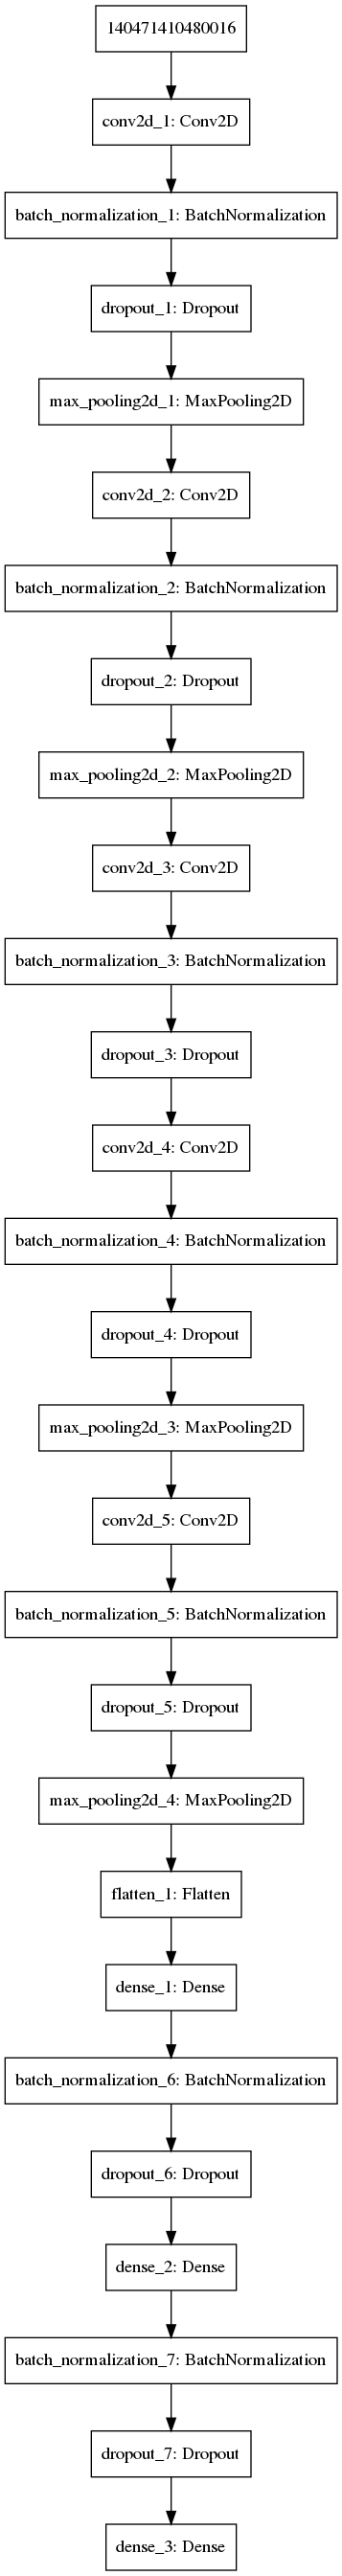 140471410480016
conv2d_1: Conv2D
batch_normalization_1: BatchNormalization
dropout_1: Dropout
max_pooling2d_1: MaxPooling2D
conv2d_2: Conv2D
batch_normalization_2: BatchNormalization
dropout_2: Dropout
max_pooling2d_2: MaxPooling2D
conv2d_3: Conv2D
batch_normalization_3: BatchNormalization
dropout_3: Dropout
conv2d_4: Conv2D
batch_normalization_4: BatchNormalization
dropout_4: Dropout
max_pooling2d_3: MaxPooling2D
conv2d_5: Conv2D
batch_normalization_5: BatchNormalization
dropout_5: Dropout
max_pooling2d_4: MaxPooling2D
flatten_1: Flatten
dense_1: Dense
batch_normalization_6: BatchNormalization
dropout_6: Dropout
dense_2: Dense
batch_normalization_7: BatchNormalization
dropout_7: Dropout
dense_3: Dense